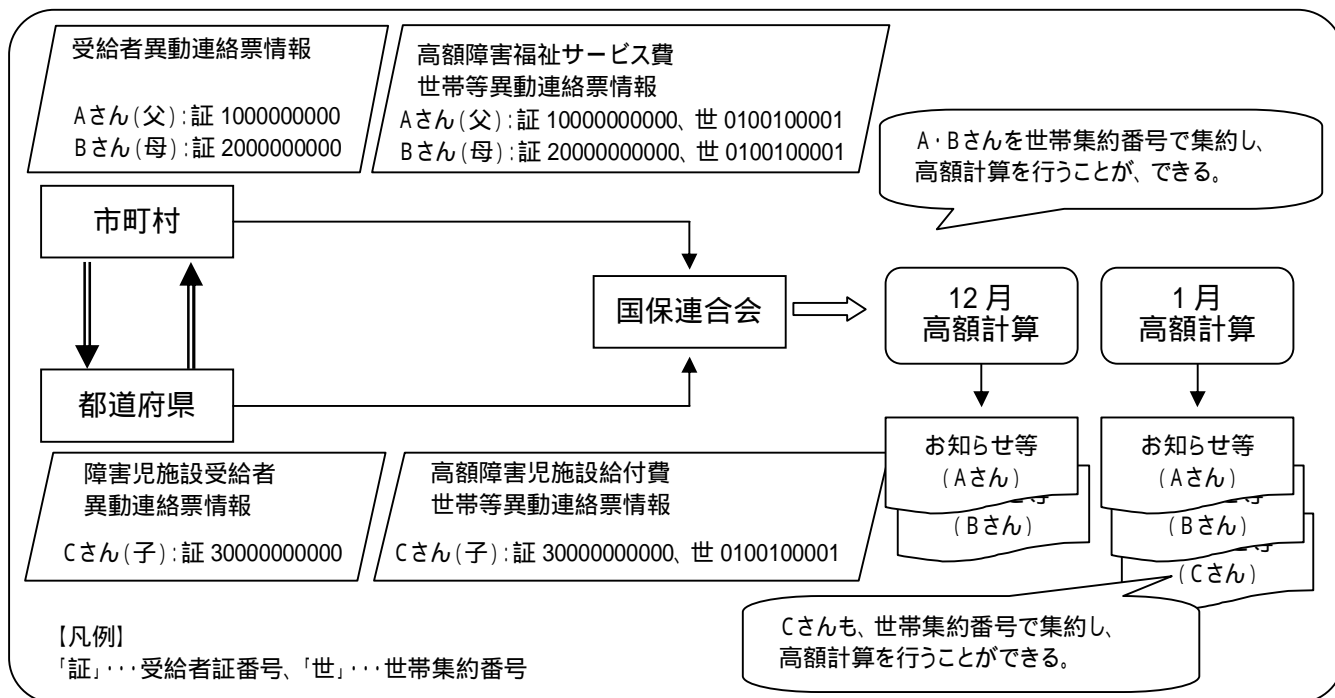 受給者異動連絡票情報
Aさん(父):証 1000000000
Bさん(母):証 2000000000
高額障害福祉サービス費
世帯等異動連絡票情報
Aさん(父):証 10000000000、世 0100100001
Bさん(母):証 20000000000、世 0100100001
A・Bさんを世帯集約番号で集約し、
高額計算を行うことが、できる。
市町村
都道府県
国保連合会
12 月
高額計算
1 月
高額計算
お知らせ等
(Aさん)
(Bさん)
お知らせ等
(Aさん)
(Bさん)
(Cさん)
障害児施設受給者
異動連絡票情報
Cさん(子):証 30000000000
高額障害児施設給付費
世帯等異動連絡票情報
Cさん(子):証 30000000000、世 0100100001
Cさんも、世帯集約番号で集約し、
高額計算を行うことができる。
【凡例】
「証」・・・受給者証番号、「世」・・・世帯集約番号